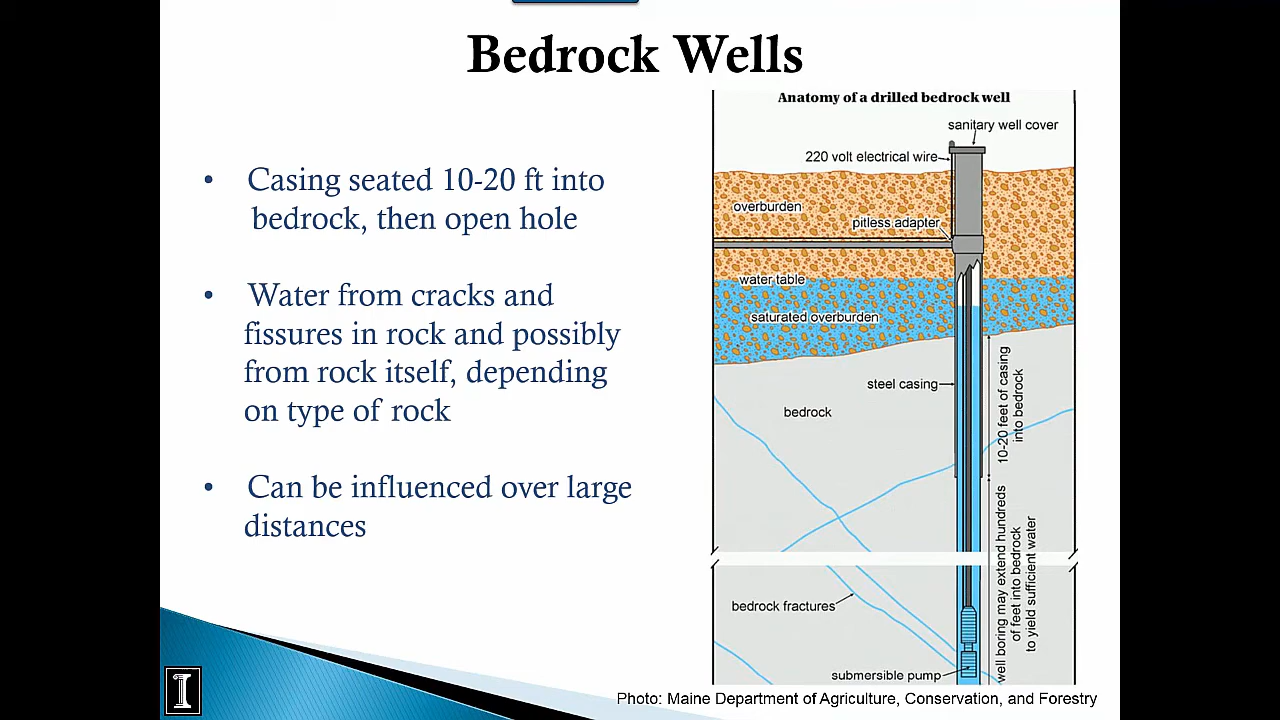 Bedrock Wells
• Casing seated 10-20 ft into
bedrock, then open hole
• Water from cracks and
fissures in rock and possibly
from rock itself, depending
on type of rock
• Can be influenced over large
distances
Anatomy of a drilled bedrock well
sanitary well cover
220 volt electrical wire
overburden
pitless adapter
water table
saturated overburden
steel casing
bedrock
10-20 feet of casing
into bedrock
well boring may extend hundreds
of feet into bedrock
to yield sufficient water
bedrock fractures
submersible pump
I
Photo: Maine Department of Agriculture, Conservation, and Forestry